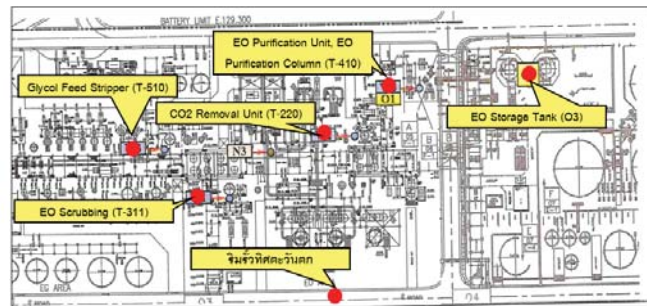 BATTERY LIMIT E.129.300
EO Purification Unit, EO
Purification Column (T-410)
Glycol Feed Stripper (T-510)
CO2 Removal Unit (T-220)
O1
EO Storage Tank (O3)
N3
A
B
EO Scrubbing (T-311)
ริมรั้วทิศตะวันตก
EG AREA